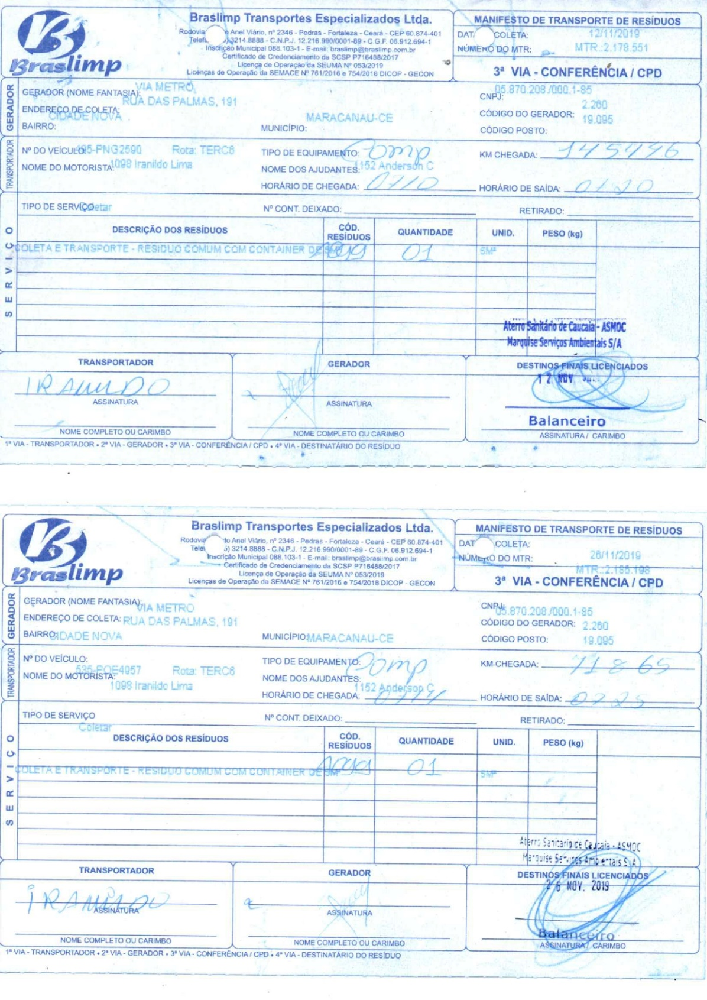 Braslimp
Braslimp Transportes Especializados Ltda.
Rodovia Anel Viário, nº 2346 - Pedras - Fortaleza - Ceará - CEP 60.874-401
3214.8888 - C.N.P.J. 12.216.990/0001-89 - C.G.F. 06.912.694-1
Inscrição Municipal 088.103-1 - E-mail: braslimp@braslimp.com.br
Certificado de Credenciamento da SCSP P716488/2017
Licença de Operação da SEUMA Nº 053/2019
Licenças de Operação da SEMACE Nº 761/2016 e 754/2018 DICOP - GECON
MANIFESTO DE TRANSPORTE DE RESÍDUOS
DAT COLETA: 12/11/2019
NÚMERO DO MTR: MTR.:2.178.551
3ª VIA - CONFERÊNCIA / CPD
GERADOR
GERADOR (NOME FANTASIA): VIA METRO
ENDEREÇO DE COLETA: RUA DAS PALMAS, 191
BAIRRO: CIDADE NOVA
MUNICÍPIO: MARACANAU-CE
CNPJ: 05.870.208/000.1-85
CÓDIGO DO GERADOR: 2.260
CÓDIGO POSTO: 19.095
TRANSPORTADOR
Nº DO VEÍCULO: 495-PNG2590 Rota: TERC6
NOME DO MOTORISTA: 1098 Iranildo Lima
TIPO DE EQUIPAMENTO: Comp
NOME DOS AJUDANTES: 1152 Anderson C
HORÁRIO DE CHEGADA: 0710
KM CHEGADA: 145746
HORÁRIO DE SAÍDA: 0720
SERVIÇO
TIPO DE SERVIÇO Coletar
Nº CONT. DEIXADO:
RETIRADO:
DESCRIÇÃO DOS RESÍDUOS CÓD. RESÍDUOS QUANTIDADE UNID. PESO (kg)
COLETA E TRANSPORTE - RESIDUO COMUM COM CONTAINER DE 5M³ 01 5M³
Aterro Sanitário de Caucaia - ASMOC
Marquise Serviços Ambientais S/A
TRANSPORTADOR GERADOR DESTINOS FINAIS LICENCIADOS
12 NOV.
IRANILDO
ASSINATURA ASSINATURA
Balanceiro
NOME COMPLETO OU CARIMBO NOME COMPLETO OU CARIMBO ASSINATURA / CARIMBO
1ª VIA - TRANSPORTADOR • 2ª VIA - GERADOR • 3ª VIA - CONFERÊNCIA / CPD • 4ª VIA - DESTINATÁRIO DO RESÍDUO
Braslimp
Braslimp Transportes Especializados Ltda.
Rodovia to Anel Viário, nº 2346 - Pedras - Fortaleza - Ceará - CEP 60.874-401
3214.8888 - C.N.P.J. 12.216.990/0001-89 - C.G.F. 06.912.694-1
Inscrição Municipal 088.103-1 - E-mail: braslimp@braslimp.com.br
Certificado de Credenciamento da SCSP P716488/2017
Licença de Operação da SEUMA Nº 053/2019
Licenças de Operação da SEMACE Nº 761/2016 e 754/2018 DICOP - GECON
MANIFESTO DE TRANSPORTE DE RESÍDUOS
DAT COLETA: 26/11/2019
NÚMERO DO MTR: MTR.:2.185.198
3ª VIA - CONFERÊNCIA / CPD
GERADOR
GERADOR (NOME FANTASIA): VIA METRO
ENDEREÇO DE COLETA: RUA DAS PALMAS, 191
BAIRRO: CIDADE NOVA
MUNICÍPIO: MARACANAU-CE
CNPJ: 05.870.208/000.1-85
CÓDIGO DO GERADOR: 2.260
CÓDIGO POSTO: 19.095
TRANSPORTADOR
Nº DO VEÍCULO: 535-POE4957 Rota: TERC6
NOME DO MOTORISTA: 1098 Iranildo Lima
TIPO DE EQUIPAMENTO: Comp
NOME DOS AJUDANTES: 1152 Anderson C
HORÁRIO DE CHEGADA:
KM CHEGADA: 71865
HORÁRIO DE SAÍDA: 0725
SERVIÇO
TIPO DE SERVIÇO Coletar
Nº CONT. DEIXADO:
RETIRADO:
DESCRIÇÃO DOS RESÍDUOS CÓD. RESÍDUOS QUANTIDADE UNID. PESO (kg)
COLETA E TRANSPORTE - RESIDUO COMUM COM CONTAINER DE 5M³ 01 5M³
Aterro Sanitário de Caucaia - ASMOC
Marquise Serviços Ambientais S/A
TRANSPORTADOR GERADOR DESTINOS FINAIS LICENCIADOS
26 NOV. 2019
IRANILDO
ASSINATURA ASSINATURA
Balanceiro
NOME COMPLETO OU CARIMBO NOME COMPLETO OU CARIMBO ASSINATURA / CARIMBO
1ª VIA - TRANSPORTADOR • 2ª VIA - GERADOR • 3ª VIA - CONFERÊNCIA / CPD • 4ª VIA - DESTINATÁRIO DO RESÍDUO